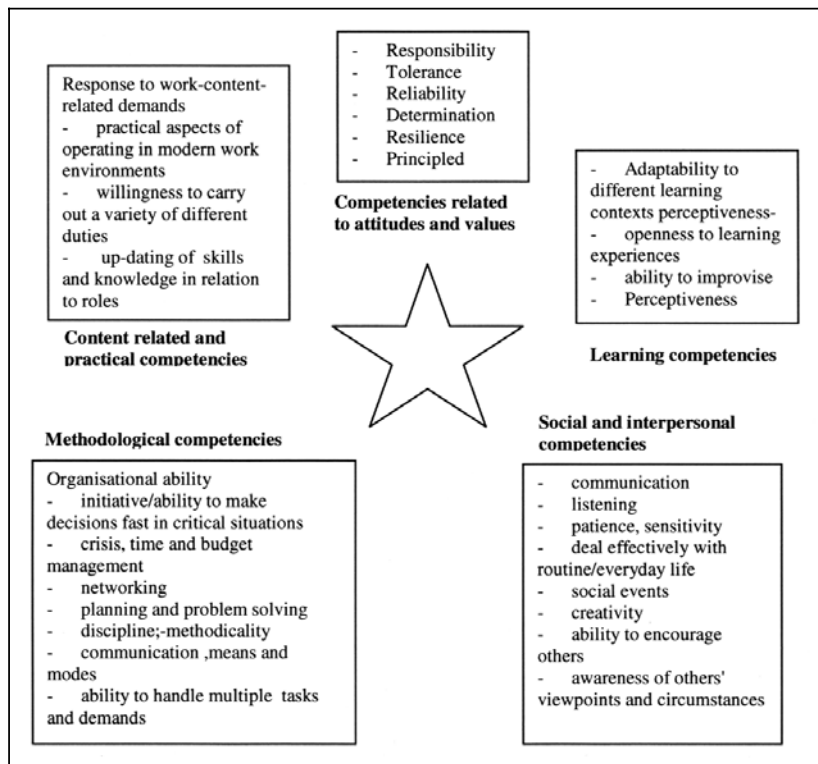 Response to work-content-
related demands
- practical aspects of
operating in modern work
environments
- willingness to carry
out a variety of different
duties
- up-dating of skills
and knowledge in relation
to roles
Content related and
practical competencies
- Responsibility
- Tolerance
- Reliability
- Determination
- Resilience
- Principled
Competencies related
to attitudes and values
- Adaptability to
different learning
contexts perceptiveness-
- openness to learning
experiences
- ability to improvise
- Perceptiveness
Learning competencies
Methodological competencies
Organisational ability
- initiative/ability to make
decisions fast in critical situations
- crisis, time and budget
management
- networking
- planning and problem solving
- discipline;-methodicality
- communication ,means and
modes
- ability to handle multiple tasks
and demands
Social and interpersonal
competencies
- communication
- listening
- patience, sensitivity
- deal effectively with
routine/everyday life
- social events
- creativity
- ability to encourage
others
- awareness of others'
viewpoints and circumstances